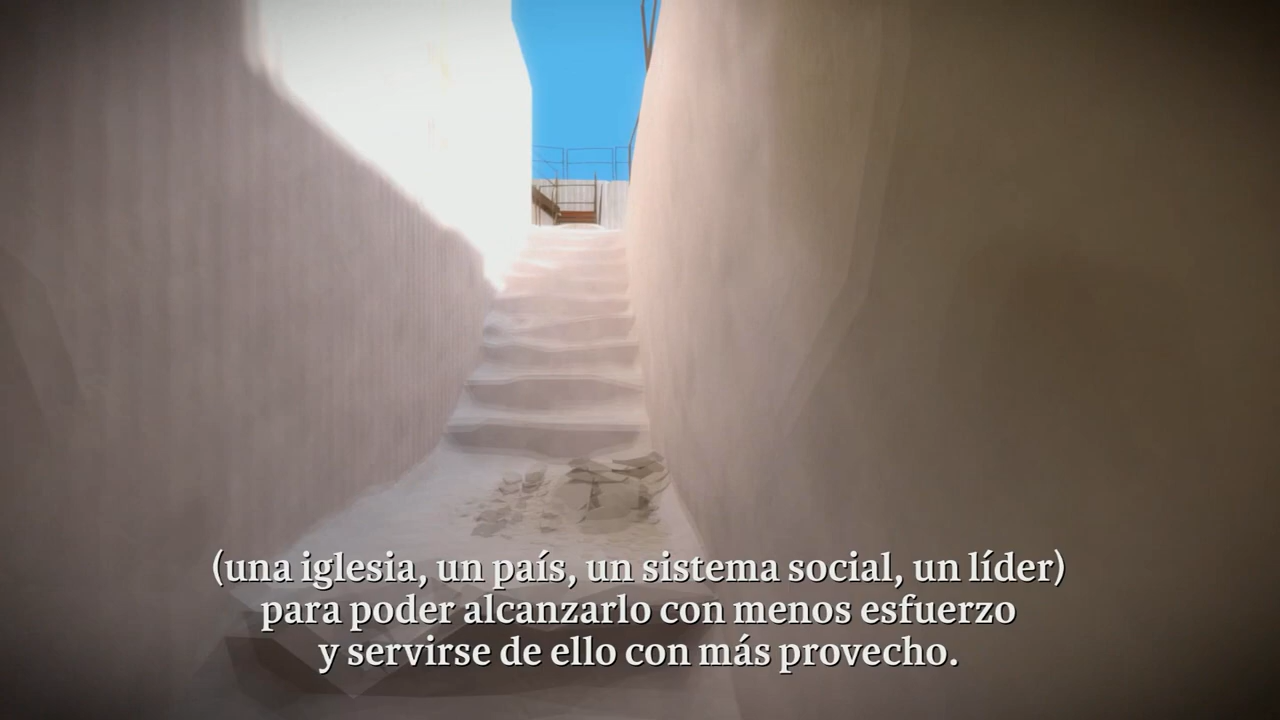 (una iglesia, un país, un sistema social, un líder)
para poder alcanzarlo con menos esfuerzo
y servirse de ello con más provecho.